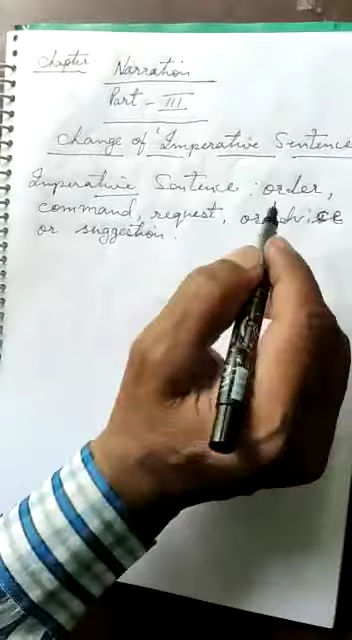 Chapter Narration
Part - III
Change of 'Imperative Sentence
Imperative Sentence : order,
command, request, or advice
or suggestion.